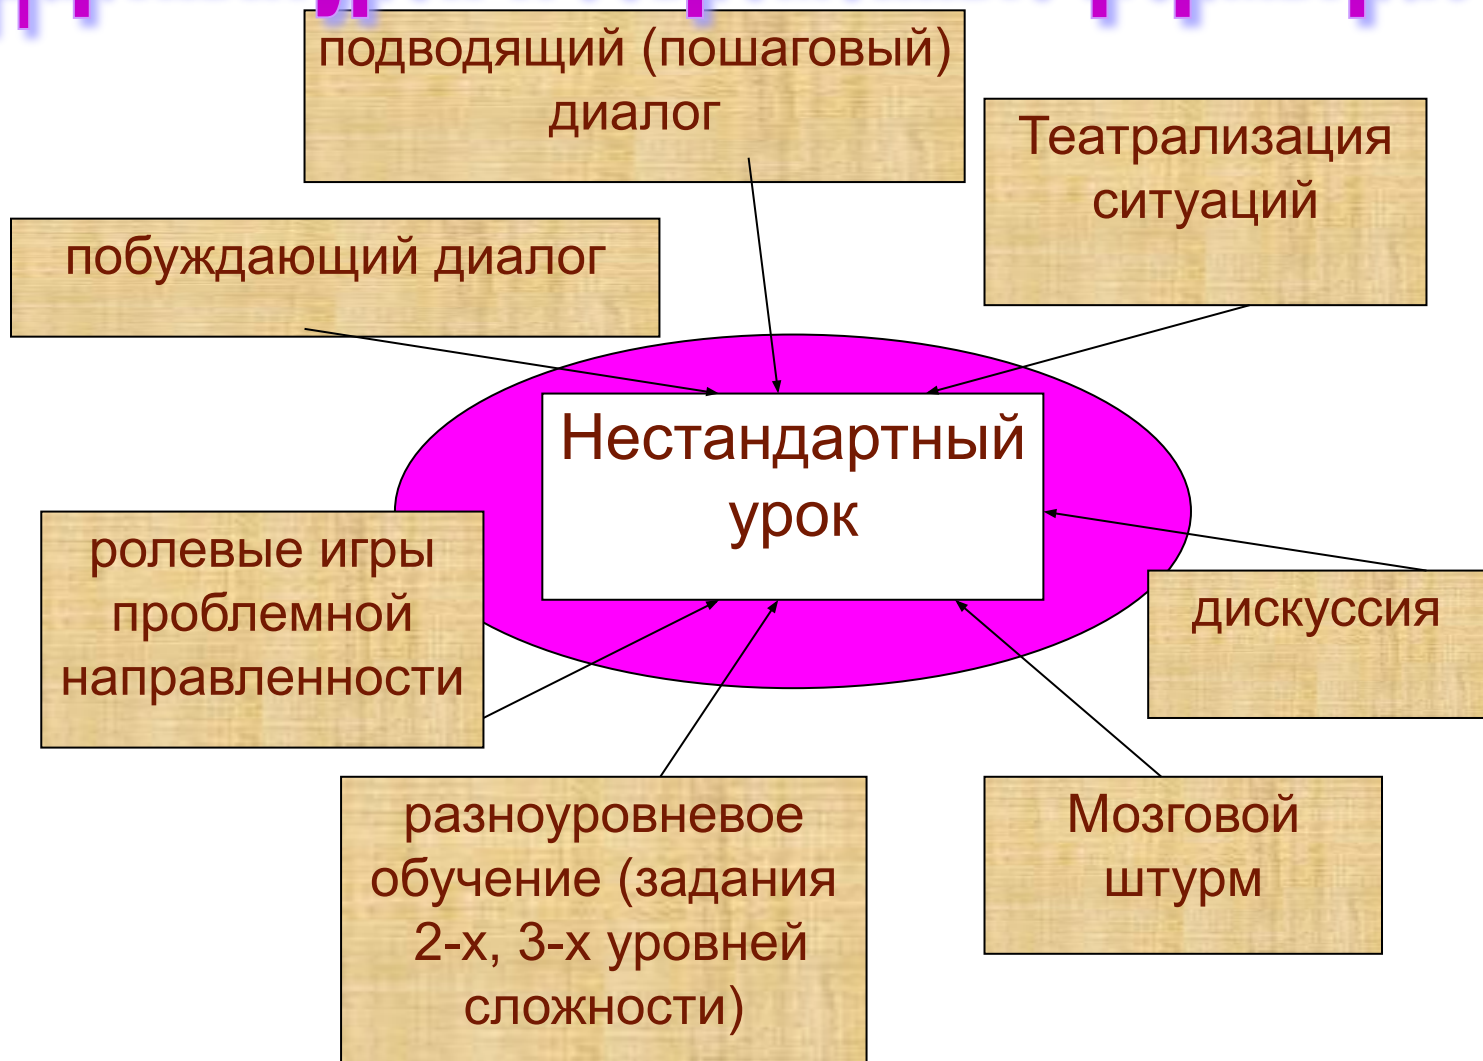 подводящий (пошаговый)
диалог
Театрализация
ситуаций
побуждающий диалог
Нестандартный
урок
ролевые игры
проблемной
направленности
дискуссия
разноуровневое
обучение (задания
2-х, 3-х уровней
сложности)
Мозговой
штурм